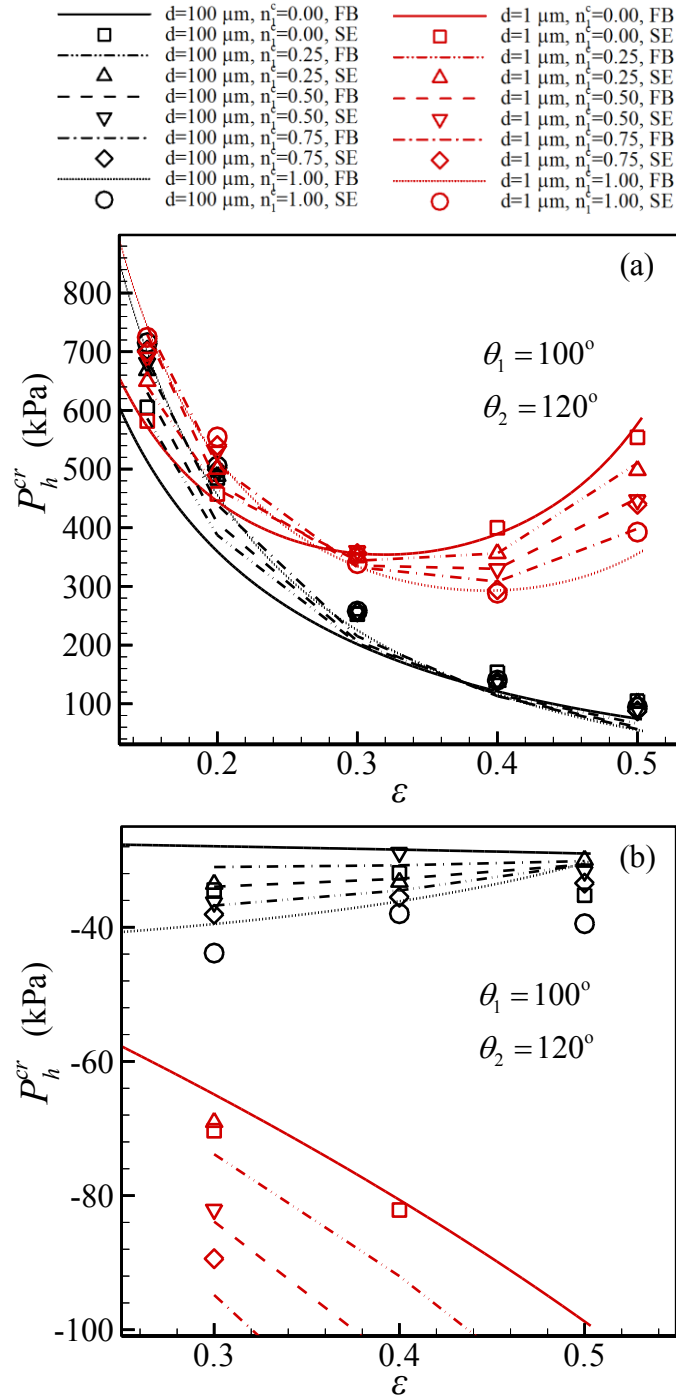 d=100 µm, n₁ᶜ=0.00, FB
d=100 µm, n₁ᶜ=0.00, SE
d=100 µm, n₁ᶜ=0.25, FB
d=100 µm, n₁ᶜ=0.25, SE
d=100 µm, n₁ᶜ=0.50, FB
d=100 µm, n₁ᶜ=0.50, SE
d=100 µm, n₁ᶜ=0.75, FB
d=100 µm, n₁ᶜ=0.75, SE
d=100 µm, n₁ᶜ=1.00, FB
d=100 µm, n₁ᶜ=1.00, SE
d=1 µm, n₁ᶜ=0.00, FB
d=1 µm, n₁ᶜ=0.00, SE
d=1 µm, n₁ᶜ=0.25, FB
d=1 µm, n₁ᶜ=0.25, SE
d=1 µm, n₁ᶜ=0.50, FB
d=1 µm, n₁ᶜ=0.50, SE
d=1 µm, n₁ᶜ=0.75, FB
d=1 µm, n₁ᶜ=0.75, SE
d=1 µm, n₁ᶜ=1.00, FB
d=1 µm, n₁ᶜ=1.00, SE
(a)
θ₁ = 100°
θ₂ = 120°
P_h^cr (kPa)
800
700
600
500
400
300
200
100
0.2 0.3 0.4 0.5
ε
(b)
θ₁ = 100°
θ₂ = 120°
P_h^cr (kPa)
-40
-60
-80
-100
0.3 0.4 0.5
ε